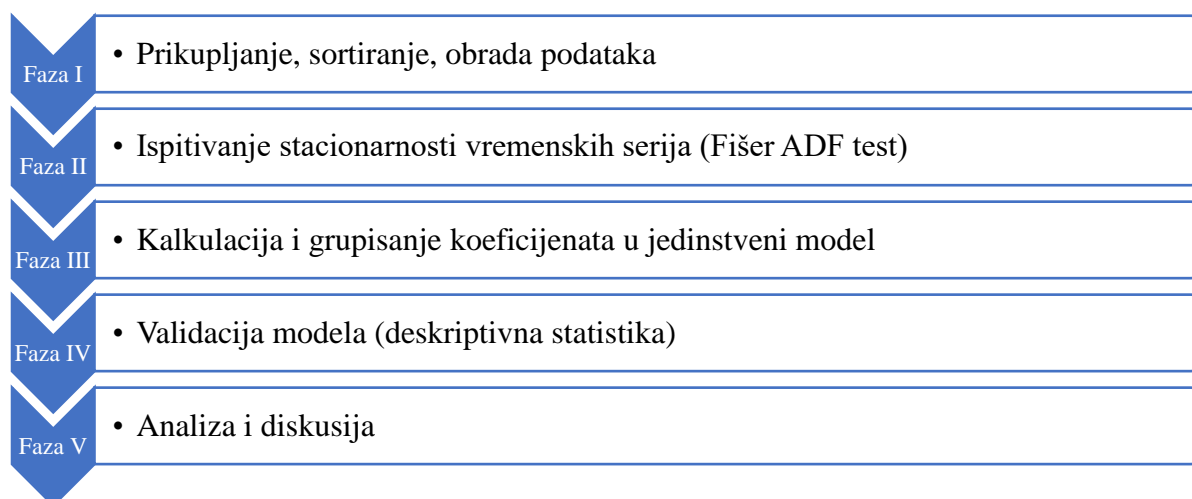 Faza I
• Prikupljanje, sortiranje, obrada podataka
Faza II
• Ispitivanje stacionarnosti vremenskih serija (Fišer ADF test)
Faza III
• Kalkulacija i grupisanje koeficijenata u jedinstveni model
Faza IV
• Validacija modela (deskriptivna statistika)
Faza V
• Analiza i diskusija